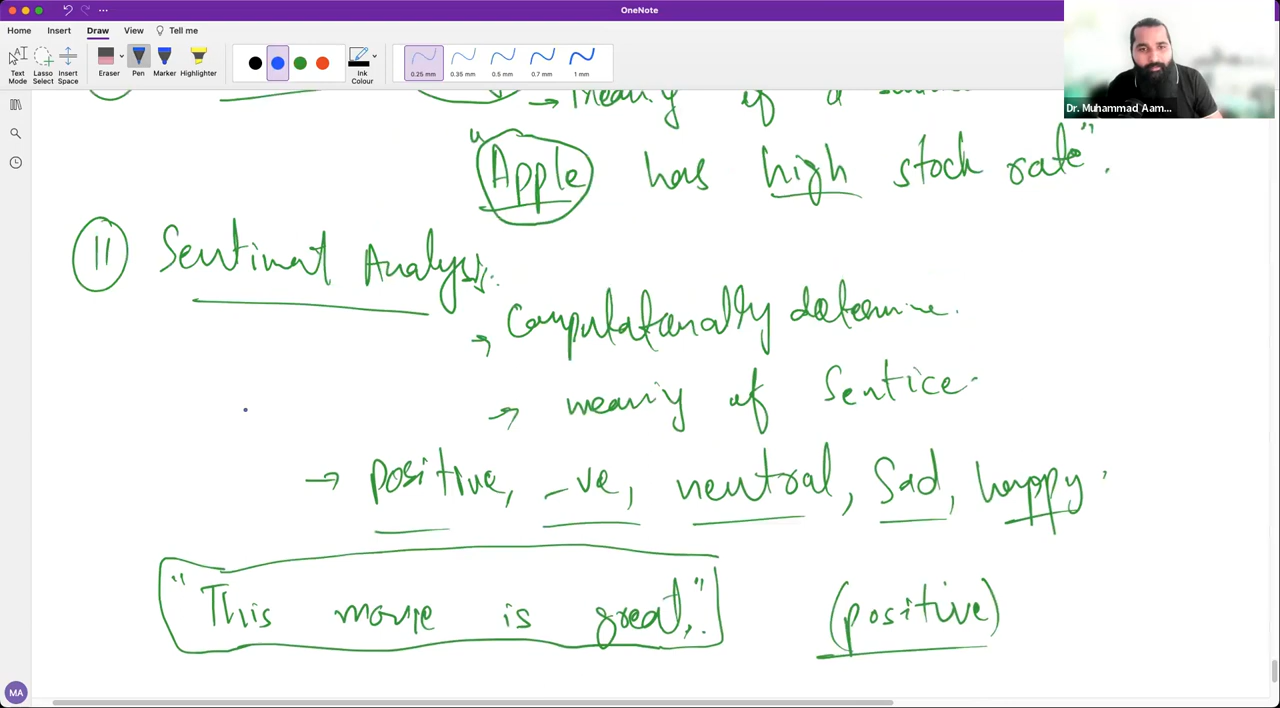 OneNote
Home Insert Draw View Tell me
Text Mode Lasso Select Insert Space Eraser Pen Marker Highlighter Ink Colour 0.25 mm 0.35 mm 0.5 mm 0.7 mm 1 mm
Dr. Muhammad Aam...
→ meaning of a
"Apple has high stock rate".
11 Sentiment Analysis:
→ Computationally determine.
→ meaning of Sentice
→ positive, -ve, neutral, Sad, happy.
"This movie is great,." (positive)
MA